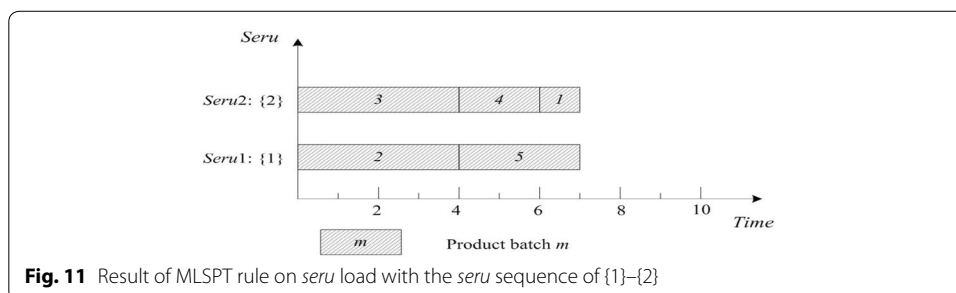 Seru
Seru2: {2}
3
4
1
Seru1: {1}
2
5
2
4
6
8
10
Time
m
Product batch m
Fig. 11 Result of MLSPT rule on seru load with the seru sequence of {1}–{2}